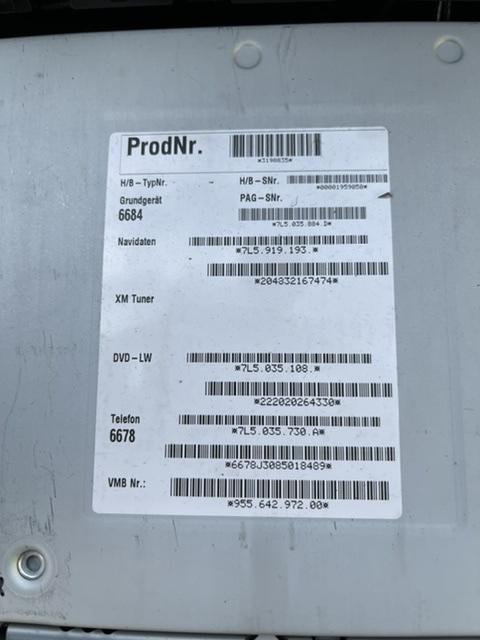 ProdNr.
*3198835*
H/B-TypNr. - H/B-SNr.
*00001959050*
Grundgerät PAG-SNr.
6684
*7L5.035.884.D*
Navidaten
*7L5.919.193.*
*204332167474*
XM Tuner
DVD-LW
*7L5.035.108.*
*222020264330*
Telefon
*7L5.035.730.A*
6678
*6678J3085018489*
VMB Nr.:
*955.642.972.00*